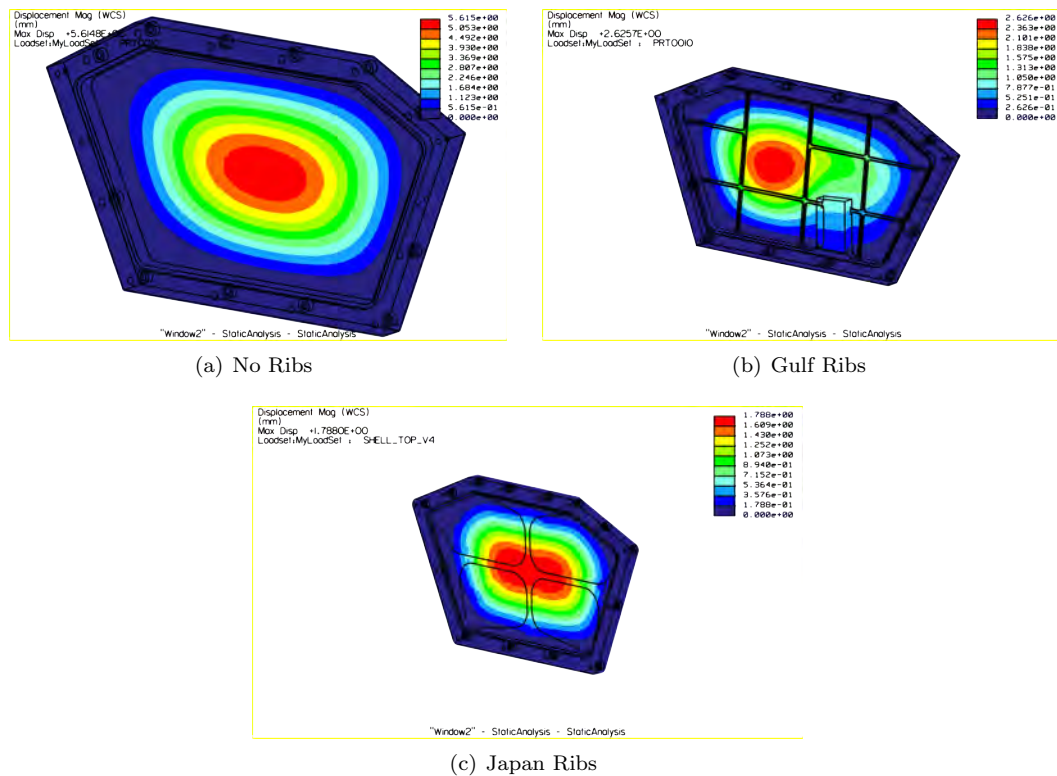 Displacement Mag (WCS)
(mm)
Max Disp +5.6148E+00
Loadset:MyLoadSet : PRT0010
5.615e+00
5.053e+00
4.492e+00
3.930e+00
3.369e+00
2.807e+00
2.246e+00
1.684e+00
1.123e+00
5.615e-01
0.000e+00
"Window2" - StaticAnalysis - StaticAnalysis
(a) No Ribs
Displacement Mag (WCS)
(mm)
Max Disp +2.6257E+00
Loadset:MyLoadSet : PRT0010
2.626e+00
2.363e+00
2.101e+00
1.838e+00
1.575e+00
1.313e+00
1.050e+00
7.877e-01
5.251e-01
2.626e-01
0.000e+00
"Window2" - StaticAnalysis - StaticAnalysis
(b) Gulf Ribs
Displacement Mag (WCS)
(mm)
Max Disp +1.7880E+00
Loadset:MyLoadSet : SHELL_TOP_V4
1.788e+00
1.609e+00
1.430e+00
1.252e+00
1.073e+00
8.940e-01
7.152e-01
5.364e-01
3.576e-01
1.788e-01
0.000e+00
"Window2" - StaticAnalysis - StaticAnalysis
(c) Japan Ribs